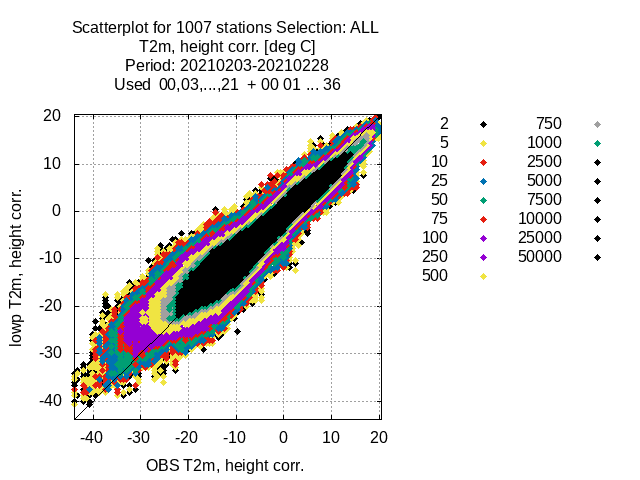 Scatterplot for 1007 stations Selection: ALL
T2m, height corr. [deg C]
Period: 20210203-20210228
Used 00,03,...,21 + 00 01 ... 36
20
10
0
-10
-20
-30
-40
lowp T2m, height corr.
-40 -30 -20 -10 0 10 20
OBS T2m, height corr.
2 750
5 1000
10 2500
25 5000
50 7500
75 10000
100 25000
250 50000
500